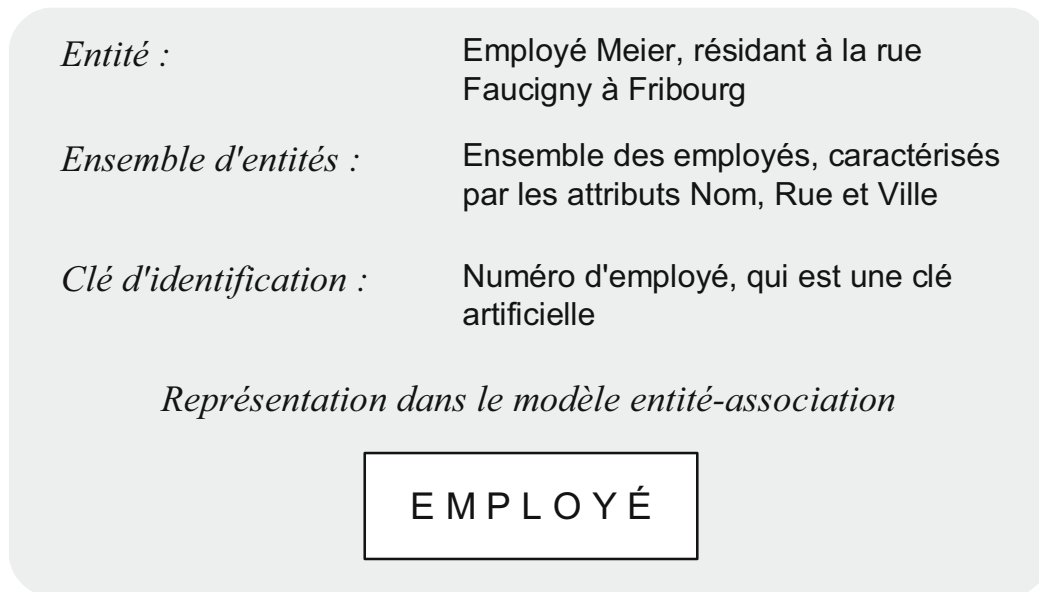 Entité : Employé Meier, résidant à la rue
Faucigny à Fribourg
Ensemble d'entités : Ensemble des employés, caractérisés
par les attributs Nom, Rue et Ville
Clé d'identification : Numéro d'employé, qui est une clé
artificielle
Représentation dans le modèle entité-association
EMPLOYÉ